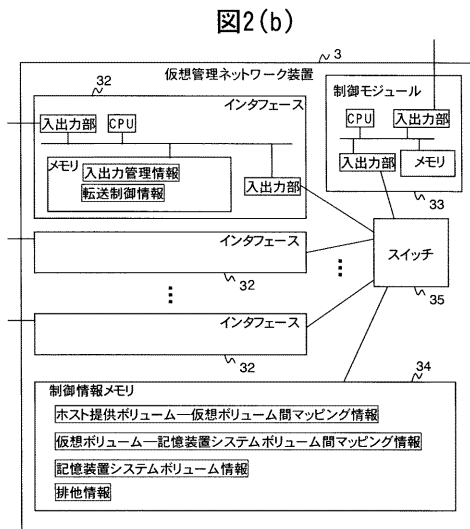 図2(b)
3
仮想管理ネットワーク装置
32
インタフェース
入出力部
CPU
メモリ
入出力管理情報
転送制御情報
入出力部
制御モジュール
CPU
入出力部
入出力部
メモリ
33
インタフェース
32
スイッチ
35
インタフェース
32
34
制御情報メモリ
ホスト提供ボリューム―仮想ボリューム間マッピング情報
仮想ボリューム―記憶装置システムボリューム間マッピング情報
記憶装置システムボリューム情報
排他情報